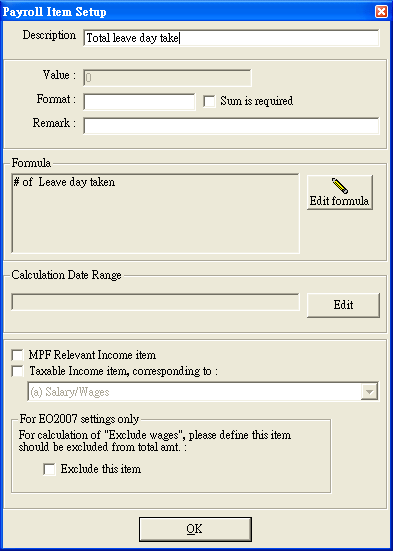 Payroll Item Setup
Description Total leave day take
Value : 0
Format : Sum is required
Remark :
Formula
# of Leave day taken
Edit formula
Calculation Date Range
Edit
MPF Relevant Income item
Taxable Income item, corresponding to :
(a) Salary/Wages
For EO2007 settings only
For calculation of "Exclude wages", please define this item
should be excluded from total amt. :
Exclude this item
OK